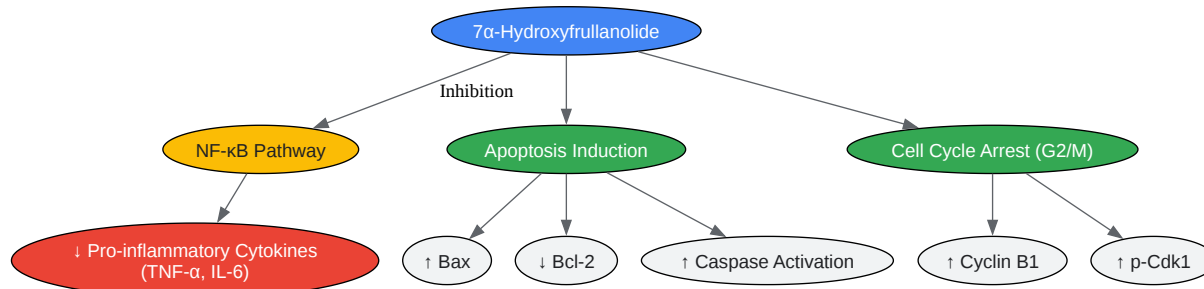 7α-Hydroxyfrullanolide
Inhibition
NF-κB Pathway
Apoptosis Induction
Cell Cycle Arrest (G2/M)
↓ Pro-inflammatory Cytokines
(TNF-α, IL-6)
↑ Bax
↓ Bcl-2
↑ Caspase Activation
↑ Cyclin B1
↑ p-Cdk1